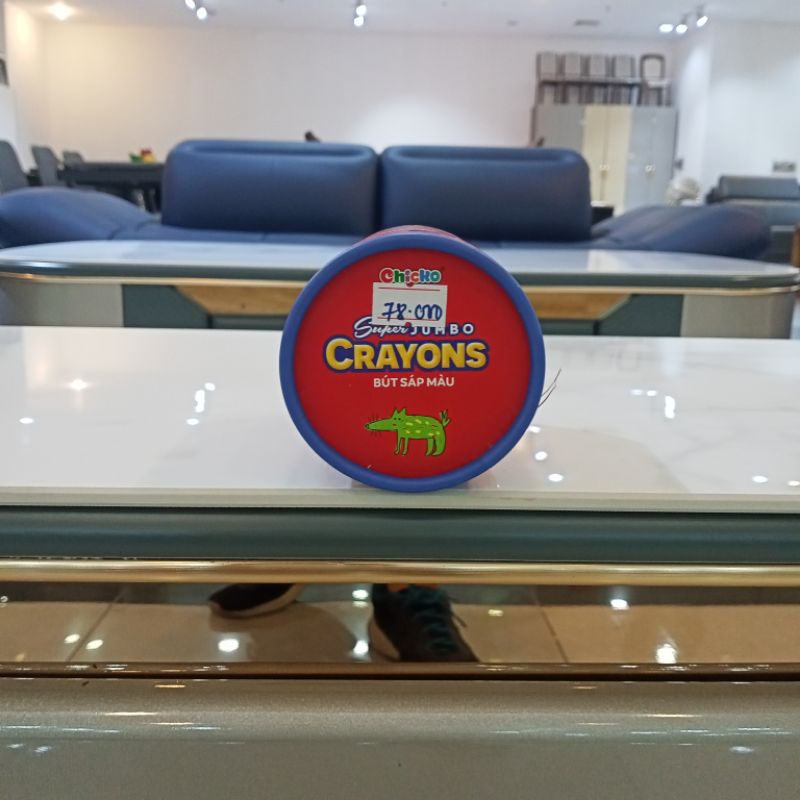 Chicko
78.000
Super JUMBO
CRAYONS
BÚT SÁP MÀU